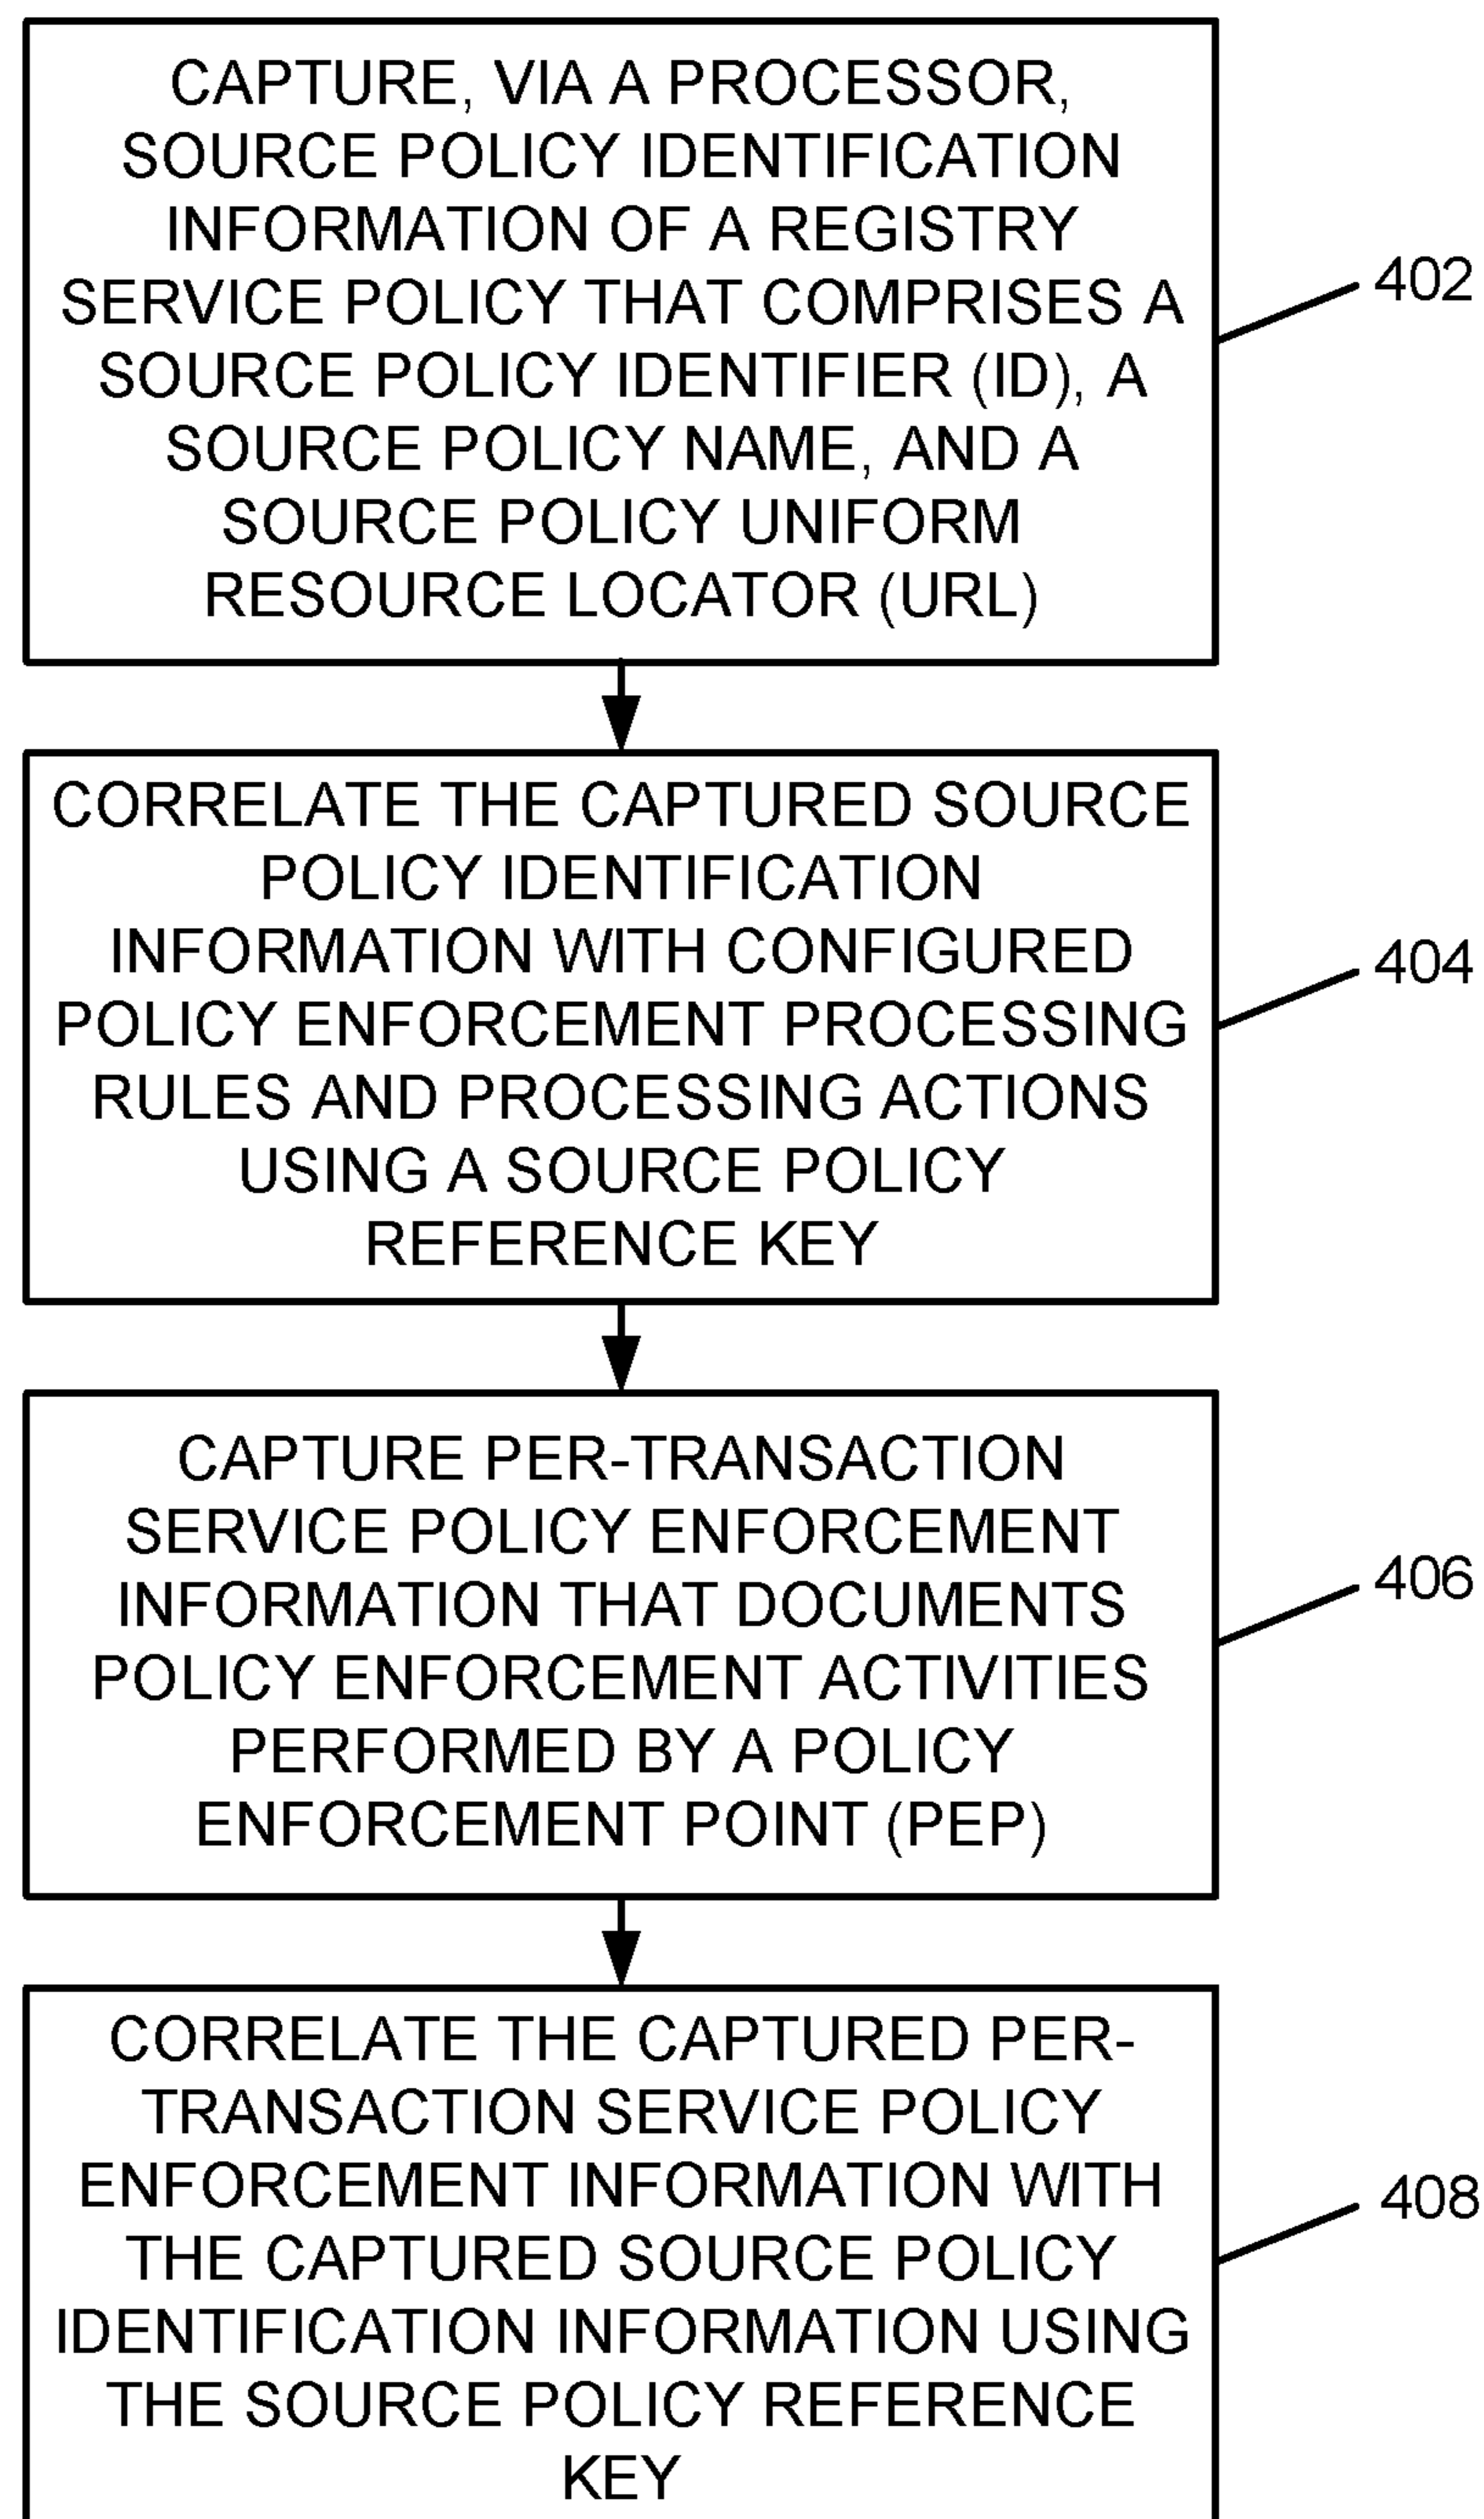 CAPTURE, VIA A PROCESSOR,
SOURCE POLICY IDENTIFICATION
INFORMATION OF A REGISTRY
SERVICE POLICY THAT COMPRISES A
SOURCE POLICY IDENTIFIER (ID), A
SOURCE POLICY NAME, AND A
SOURCE POLICY UNIFORM
RESOURCE LOCATOR (URL)
402
CORRELATE THE CAPTURED SOURCE
POLICY IDENTIFICATION
INFORMATION WITH CONFIGURED
POLICY ENFORCEMENT PROCESSING
RULES AND PROCESSING ACTIONS
USING A SOURCE POLICY
REFERENCE KEY
404
CAPTURE PER-TRANSACTION
SERVICE POLICY ENFORCEMENT
INFORMATION THAT DOCUMENTS
POLICY ENFORCEMENT ACTIVITIES
PERFORMED BY A POLICY
ENFORCEMENT POINT (PEP)
406
CORRELATE THE CAPTURED PER-
TRANSACTION SERVICE POLICY
ENFORCEMENT INFORMATION WITH
THE CAPTURED SOURCE POLICY
IDENTIFICATION INFORMATION USING
THE SOURCE POLICY REFERENCE
KEY
408